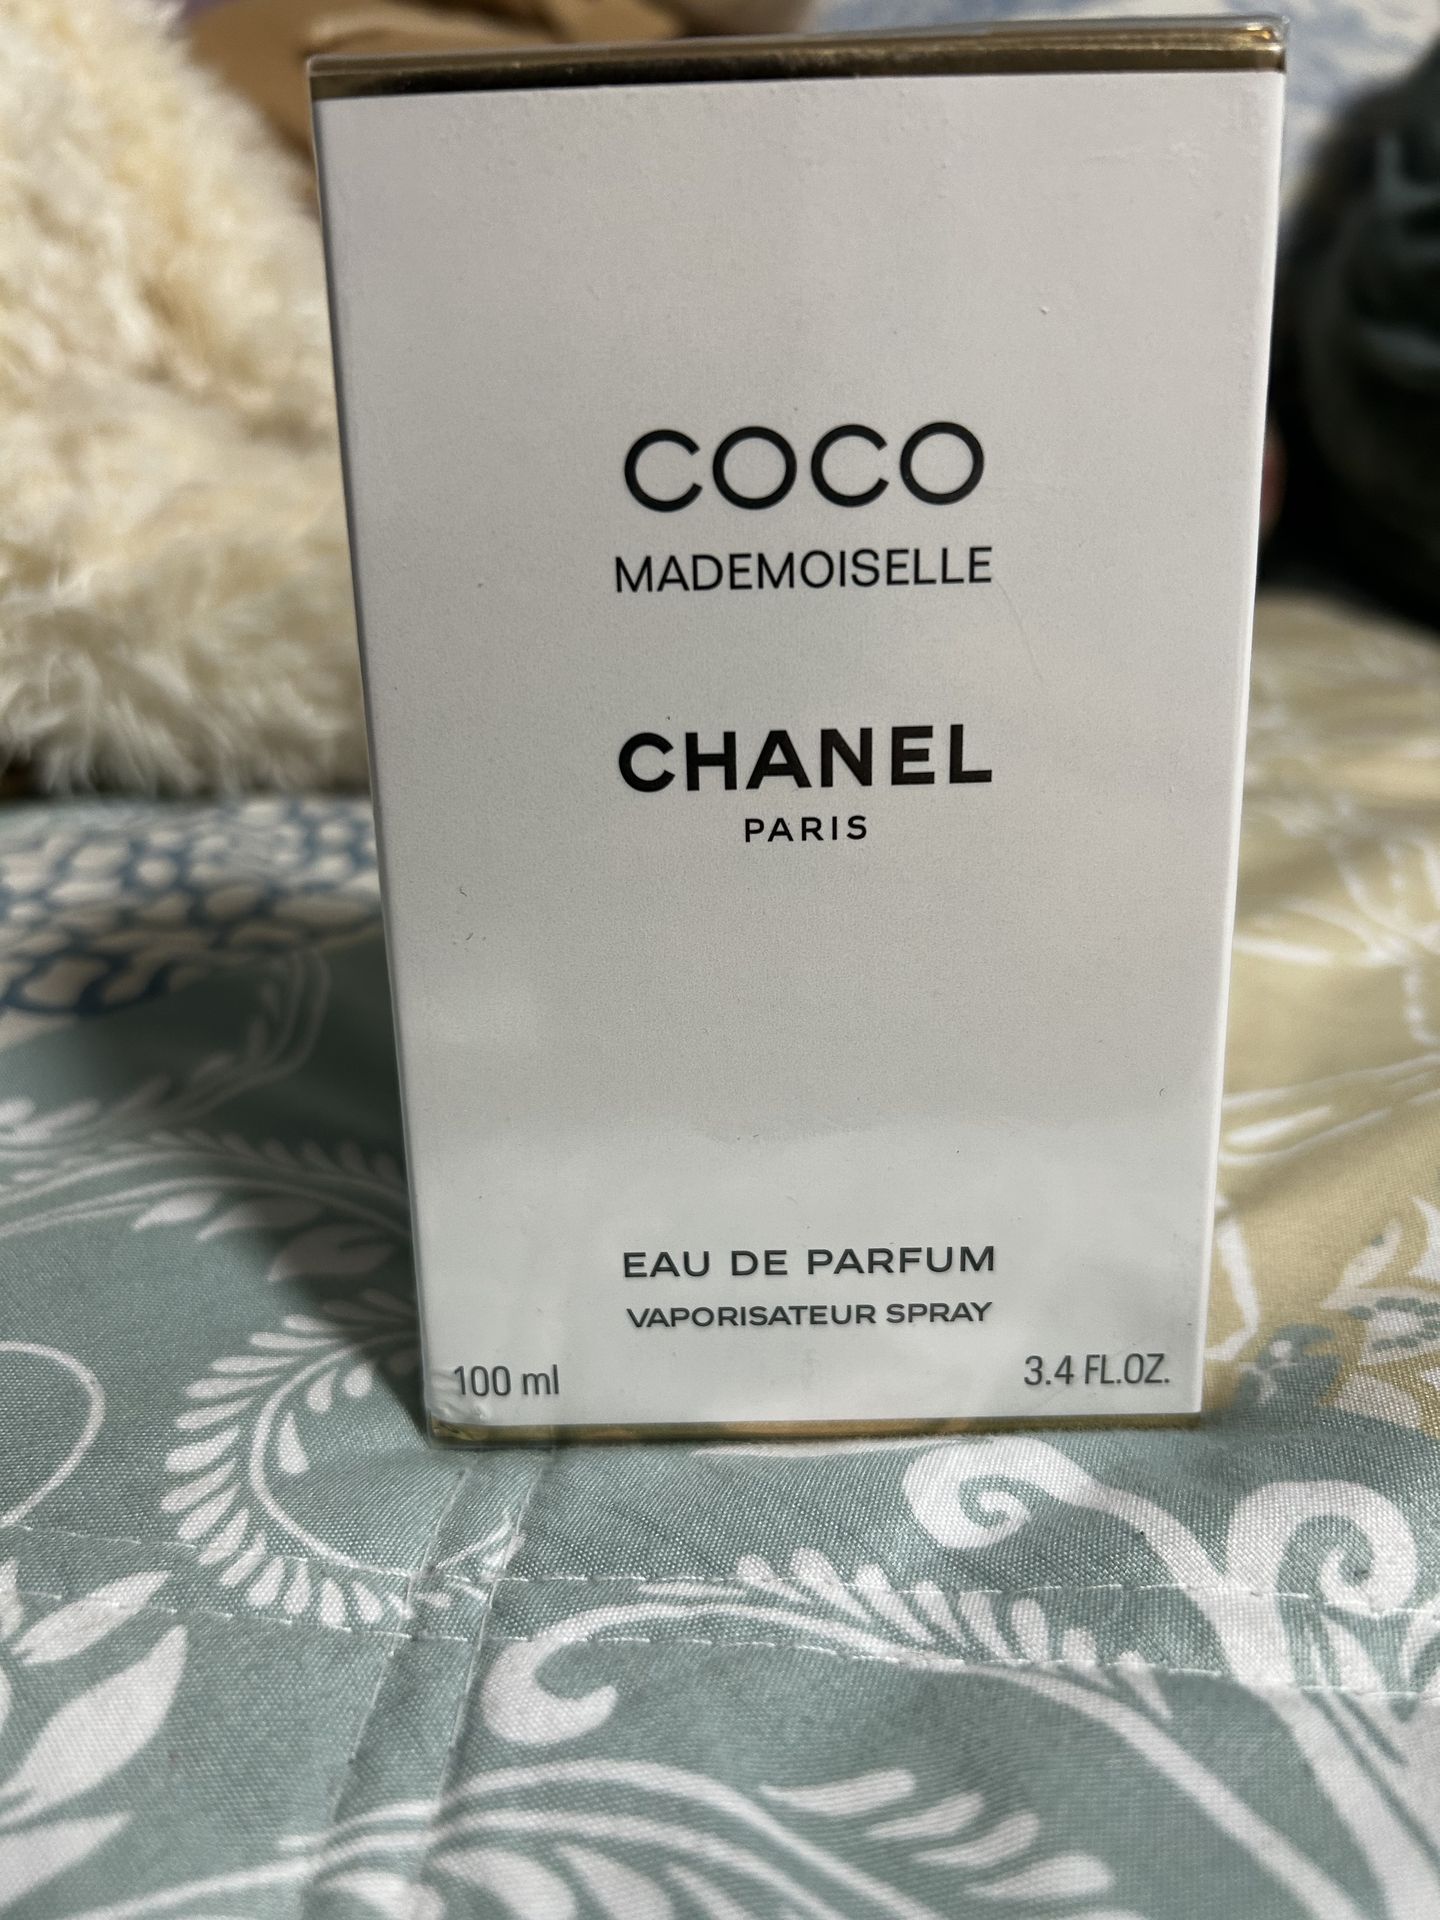 COCO
MADEMOISELLE
CHANEL
PARIS
EAU DE PARFUM
VAPORISATEUR SPRAY
100 ml 3.4 FL.OZ.